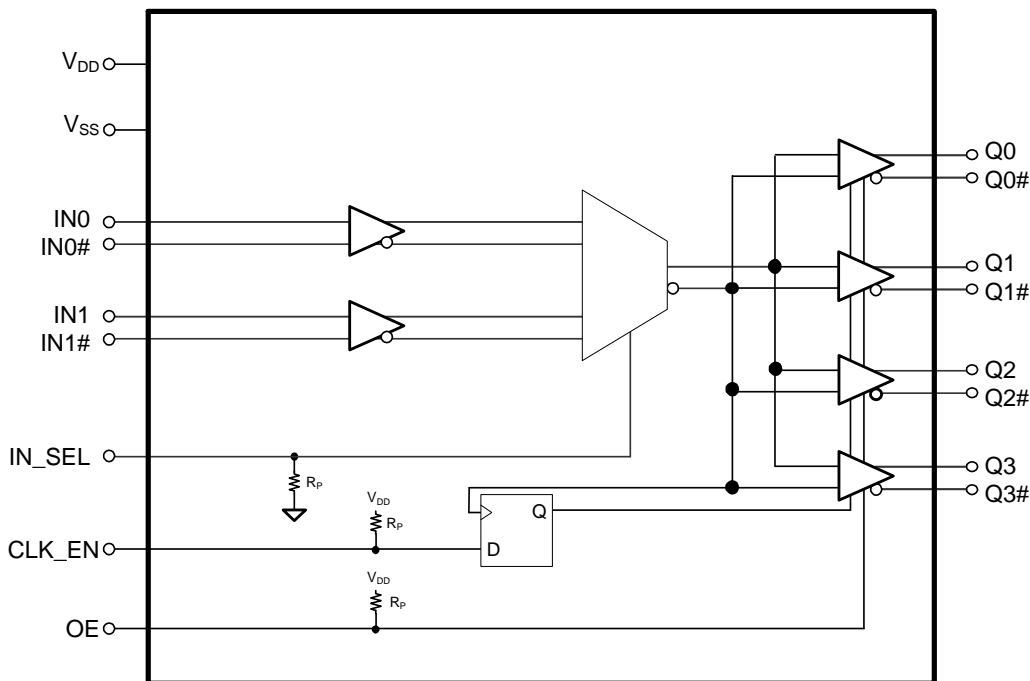 VDD
VSS
Q0
Q0#
IN0
IN0#
Q1
Q1#
IN1
IN1#
Q2
Q2#
IN_SEL
RP
Q3
Q3#
VDD
RP
Q
CLK_EN
D
VDD
RP
OE